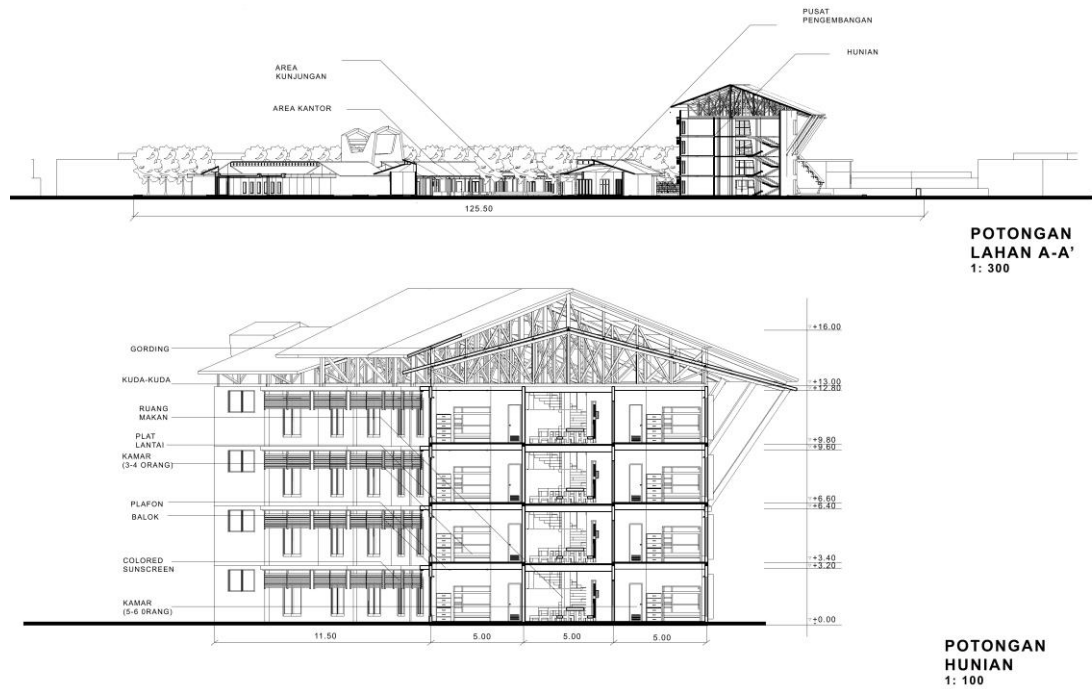 PUSAT
PENGEMBANGAN
HUNIAN
AREA
KUNJUNGAN
AREA KANTOR
125.50
POTONGAN
LAHAN A-A'
1: 300
+16.00
GORDING
KUDA-KUDA
+13.00
+12.80
RUANG
MAKAN
PLAT
LANTAI
+9.80
+9.60
KAMAR
(3-4 ORANG)
+6.60
+6.40
PLAFON
BALOK
+3.40
+3.20
COLORED
SUNSCREEN
KAMAR
(5-6 0RANG)
+0.00
11.50
5.00
5.00
5.00
POTONGAN
HUNIAN
1: 100